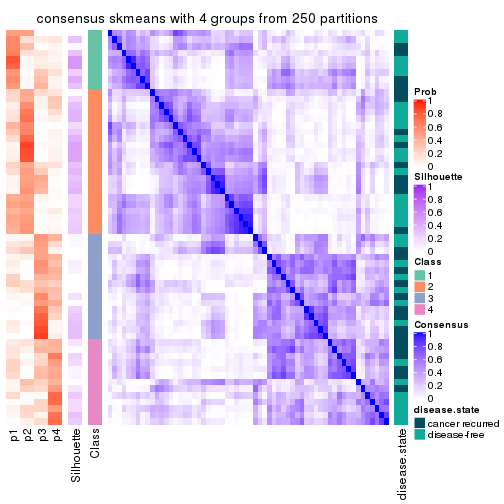 consensus skmeans with 4 groups from 250 partitions
Prob
1
0.8
0.6
0.4
0.2
0
Silhouette
1
0.8
0.6
0.4
0.2
0
Class
1
2
3
4
Consensus
1
0.8
0.6
0.4
0.2
0
disease.state
cancer recurred
disease-free
p1
p2
p3
p4
Silhouette
Class
disease.state